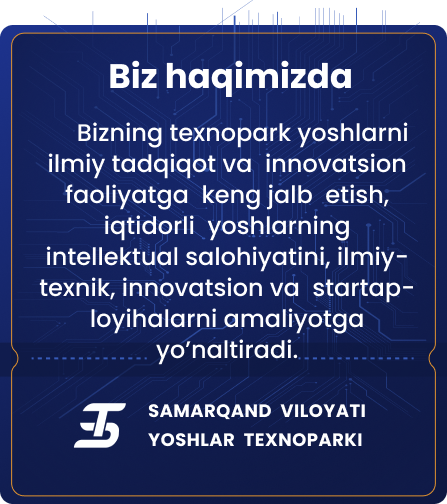 Biz haqimizda
Bizning texnopark yoshlarni
ilmiy tadqiqot va innovatsion
faoliyatga keng jalb etish,
iqtidorli yoshlarning
intellektual salohiyatini, ilmiy-
texnik, innovatsion va startap-
loyihalarni amaliyotga
yo’naltiradi.
SAMARQAND VILOYATI
YOSHLAR TEXNOPARKI